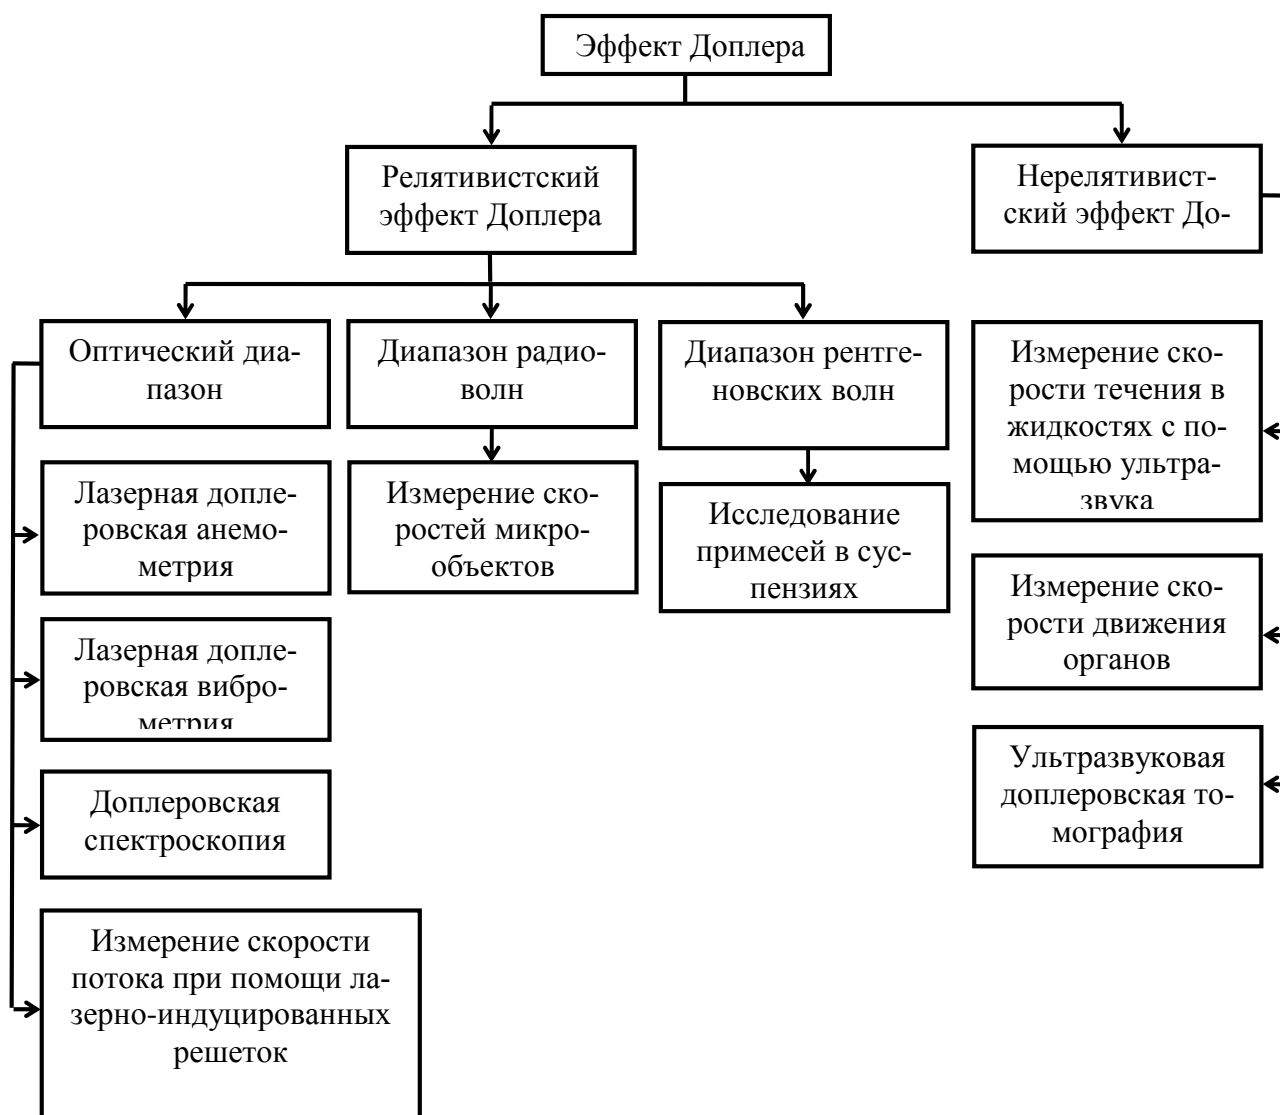 Эффект Доплера
Релятивистский
эффект Доплера
Нерелятивист-
ский эффект До-
Оптический диа-
пазон
Диапазон радио-
волн
Диапазон рентге-
новских волн
Измерение ско-
рости течения в
жидкостях с по-
мощью ультра-
звука
Лазерная допле-
ровская анемо-
метрия
Измерение ско-
ростей микро-
объектов
Исследование
примесей в сус-
пензиях
Измерение ско-
рости движения
органов
Лазерная допле-
ровская вибро-
метрия
Ультразвуковая
доплеровская то-
мография
Доплеровская
спектроскопия
Измерение скорости
потока при помощи ла-
зерно-индуцированных
решеток